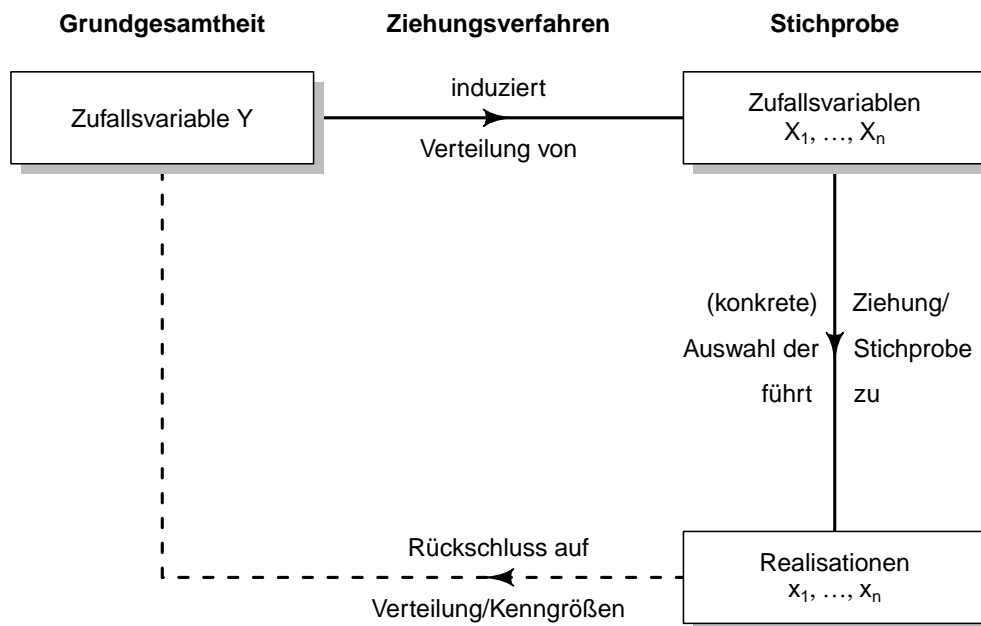 Grundgesamtheit Ziehungsverfahren Stichprobe
Zufallsvariable Y
induziert
Verteilung von
Zufallsvariablen
X₁, …, Xₙ
(konkrete) Ziehung/
Auswahl der Stichprobe
führt zu
Rückschluss auf
Verteilung/Kenngrößen
Realisationen
x₁, …, xₙ